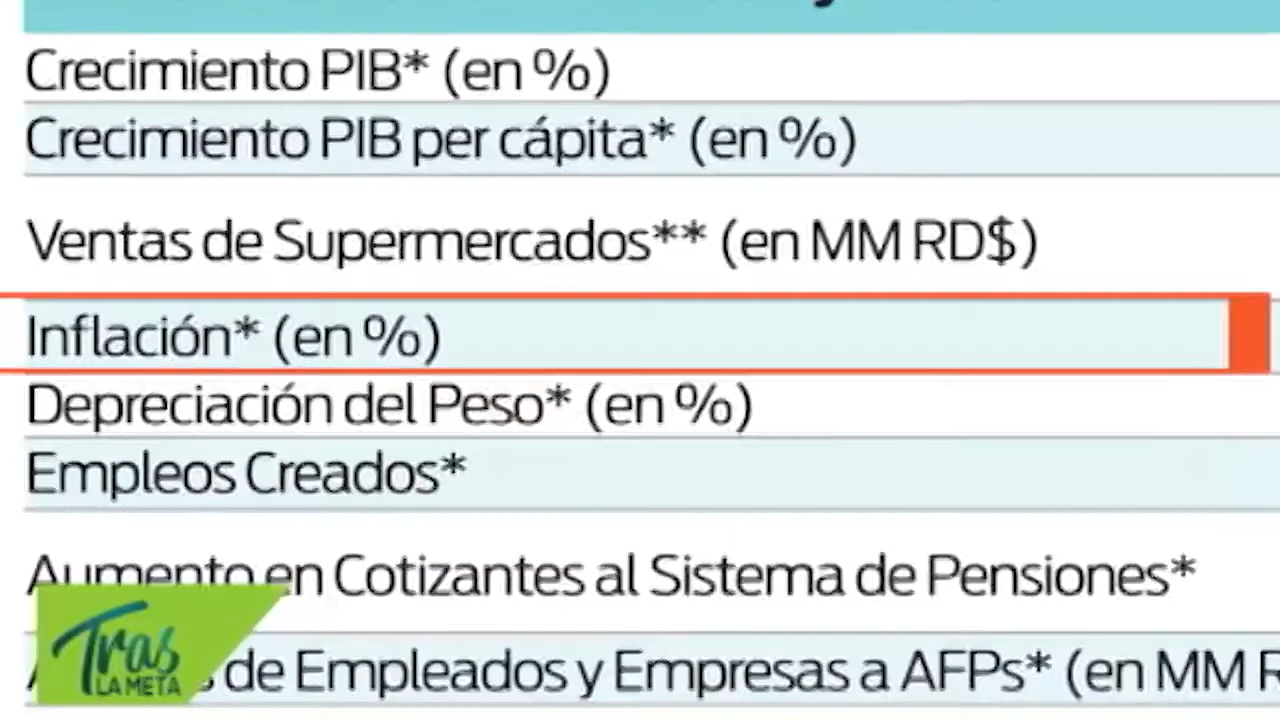 Crecimiento PIB* (en %)
Crecimiento PIB per cápita* (en %)
Ventas de Supermercados** (en MM RD$)
Inflación* (en %)
Depreciación del Peso* (en %)
Empleos Creados*
Aumento en Cotizantes al Sistema de Pensiones*
de Empleados y Empresas a AFPs* (en MM
Tras
LA META